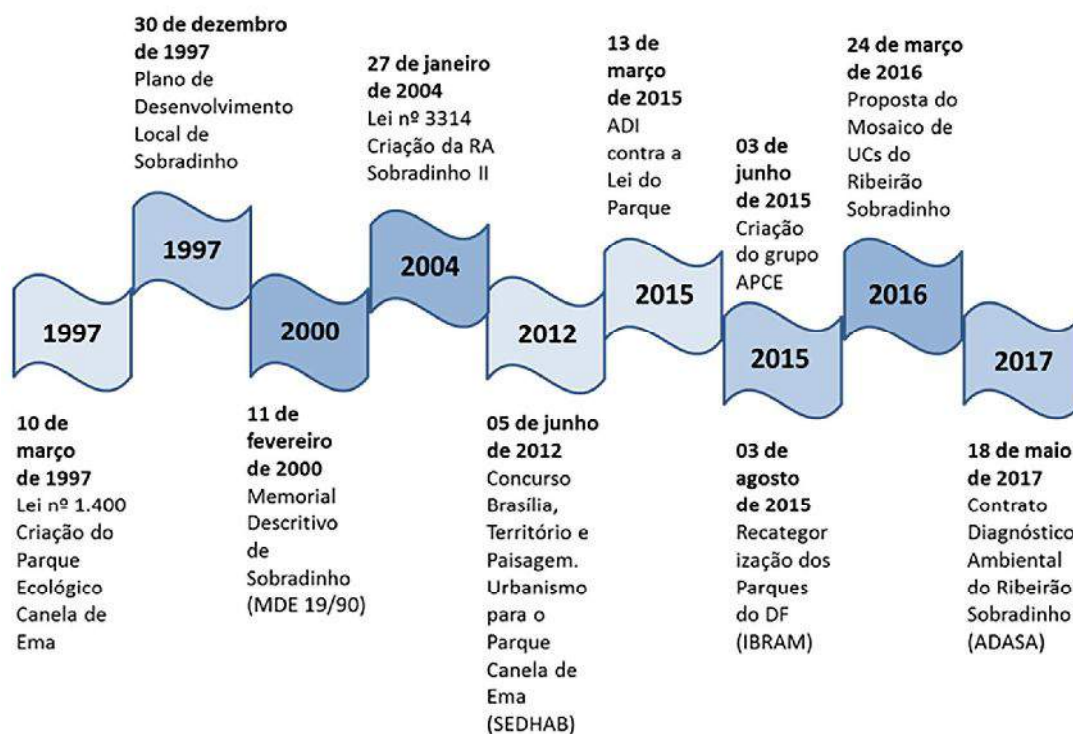 30 de dezembro
de 1997
Plano de
Desenvolvimento
Local de
Sobradinho
27 de janeiro
de 2004
Lei nº 3314
Criação da RA
Sobradinho II
13 de
março
de 2015
ADI
contra a
Lei do
Parque
03 de
junho
de 2015
Criação
do grupo
APCE
24 de março
de 2016
Proposta do
Mosaico de
UCs do
Ribeirão
Sobradinho
1997
1997
2000
2004
2012
2015
2015
2016
2017
10 de
março
de 1997
Lei nº 1.400
Criação do
Parque
Ecológico
Canela de
Ema
11 de
fevereiro
de 2000
Memorial
Descritivo
de
Sobradinho
(MDE 19/90)
05 de junho
de 2012
Concurso
Brasília,
Território e
Paisagem.
Urbanismo
para o
Parque
Canela de
Ema
(SEDHAB)
03 de
agosto
de 2015
Recategor
ização dos
Parques
do DF
(IBRAM)
18 de maio
de 2017
Contrato
Diagnóstico
Ambiental
do Ribeirão
Sobradinho
(ADASA)